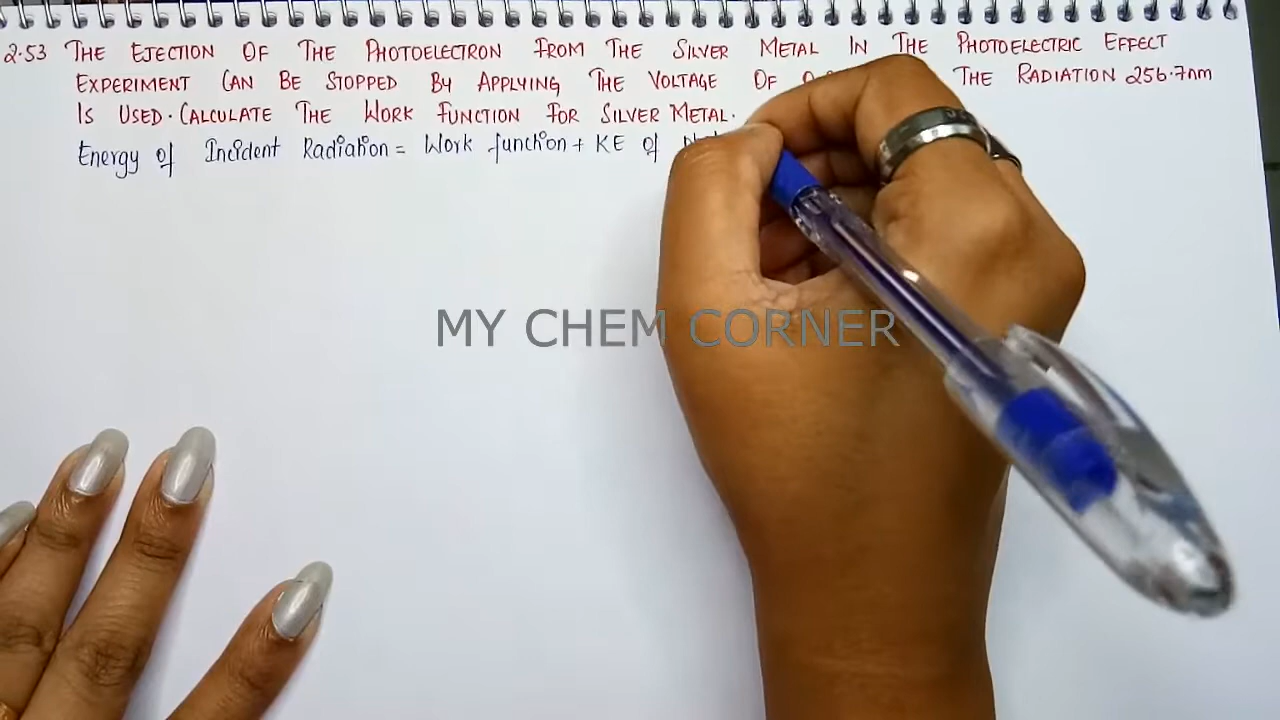 2.53 THE EJECTION OF THE PHOTOELECTRON FROM THE SILVER METAL IN THE PHOTOELECTRIC EFFECT
EXPERIMENT CAN BE STOPPED BY APPLYING THE VOLTAGE OF THE RADIATION 256.7nm
IS USED. CALCULATE THE WORK FUNCTION FOR SILVER METAL.
Energy of Incident Radiation = Work function + KE of
MY CHEM CORNER